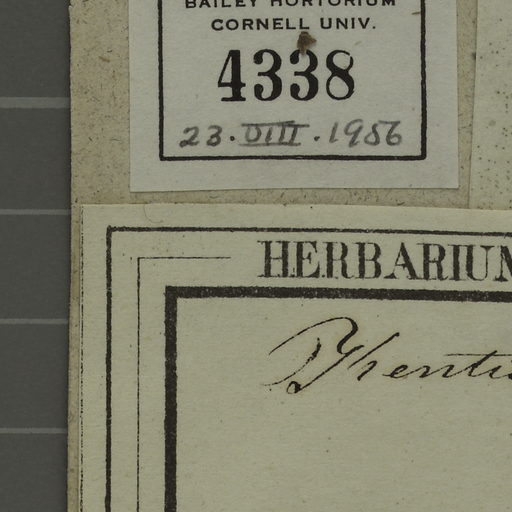 BAILEY HORTORIUM
CORNELL UNIV.
4338
23.VIII.1956
HERBARIUM